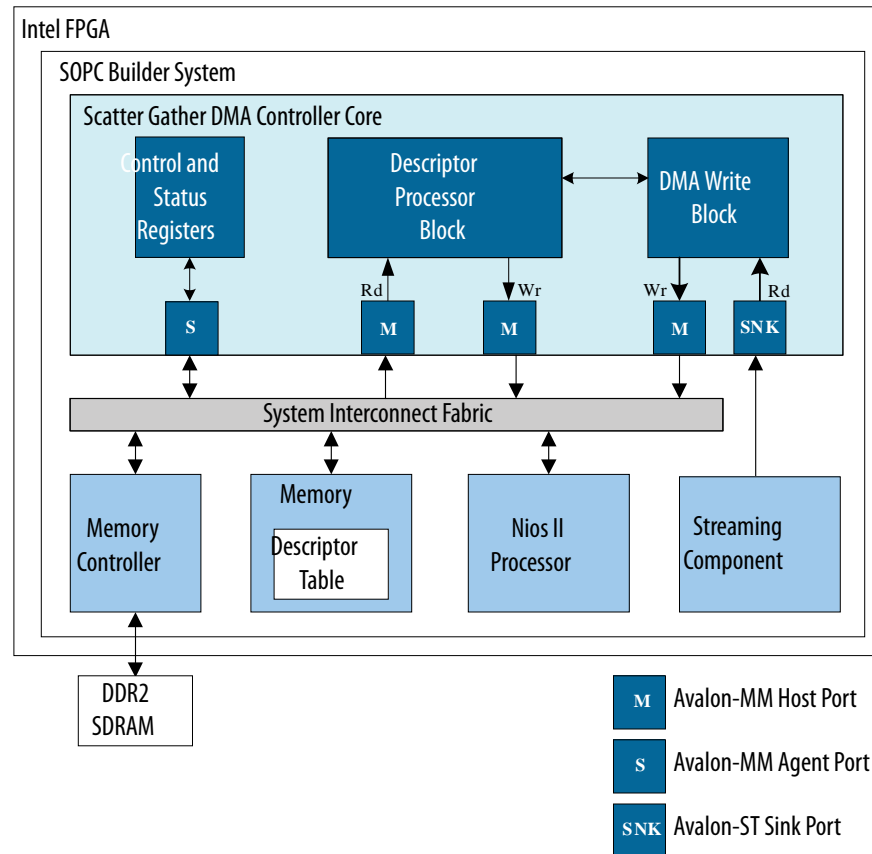 Intel FPGA
SOPC Builder System
Scatter Gather DMA Controller Core
Control and
Status
Registers
Descriptor
Processor
Block
DMA Write
Block
Rd
Wr
Wr
Rd
S
M
M
M
SNK
System Interconnect Fabric
Memory
Controller
Memory
Descriptor
Table
Nios II
Processor
Streaming
Component
DDR2
SDRAM
M Avalon-MM Host Port
S Avalon-MM Agent Port
SNK Avalon-ST Sink Port